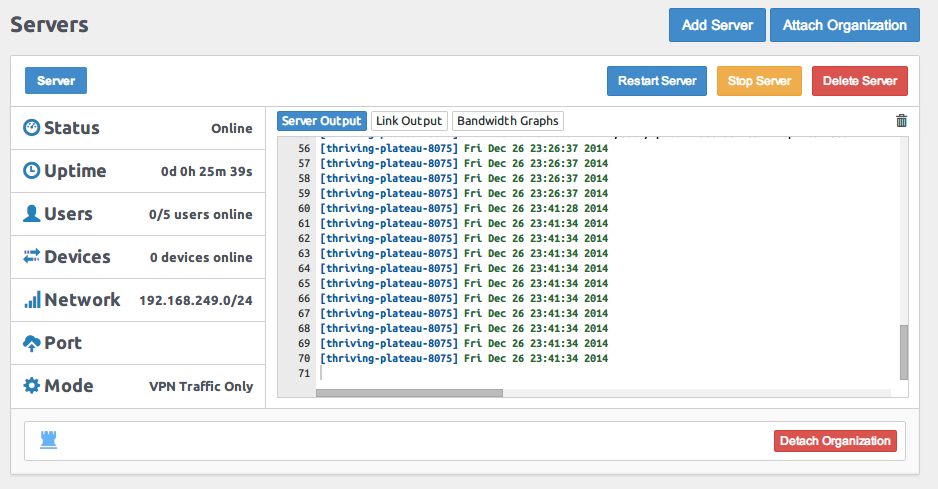 Servers
Add Server
Attach Organization
Server
Restart Server
Stop Server
Delete Server
Status Online
Uptime 0d 0h 25m 39s
Users 0/5 users online
Devices 0 devices online
Network 192.168.249.0/24
Port
Mode VPN Traffic Only
Server Output
Link Output
Bandwidth Graphs
56 [thriving-plateau-8075] Fri Dec 26 23:26:37 2014
57 [thriving-plateau-8075] Fri Dec 26 23:26:37 2014
58 [thriving-plateau-8075] Fri Dec 26 23:26:37 2014
59 [thriving-plateau-8075] Fri Dec 26 23:26:37 2014
60 [thriving-plateau-8075] Fri Dec 26 23:41:28 2014
61 [thriving-plateau-8075] Fri Dec 26 23:41:34 2014
62 [thriving-plateau-8075] Fri Dec 26 23:41:34 2014
63 [thriving-plateau-8075] Fri Dec 26 23:41:34 2014
64 [thriving-plateau-8075] Fri Dec 26 23:41:34 2014
65 [thriving-plateau-8075] Fri Dec 26 23:41:34 2014
66 [thriving-plateau-8075] Fri Dec 26 23:41:34 2014
67 [thriving-plateau-8075] Fri Dec 26 23:41:34 2014
68 [thriving-plateau-8075] Fri Dec 26 23:41:34 2014
69 [thriving-plateau-8075] Fri Dec 26 23:41:34 2014
70 [thriving-plateau-8075] Fri Dec 26 23:41:34 2014
71
Detach Organization